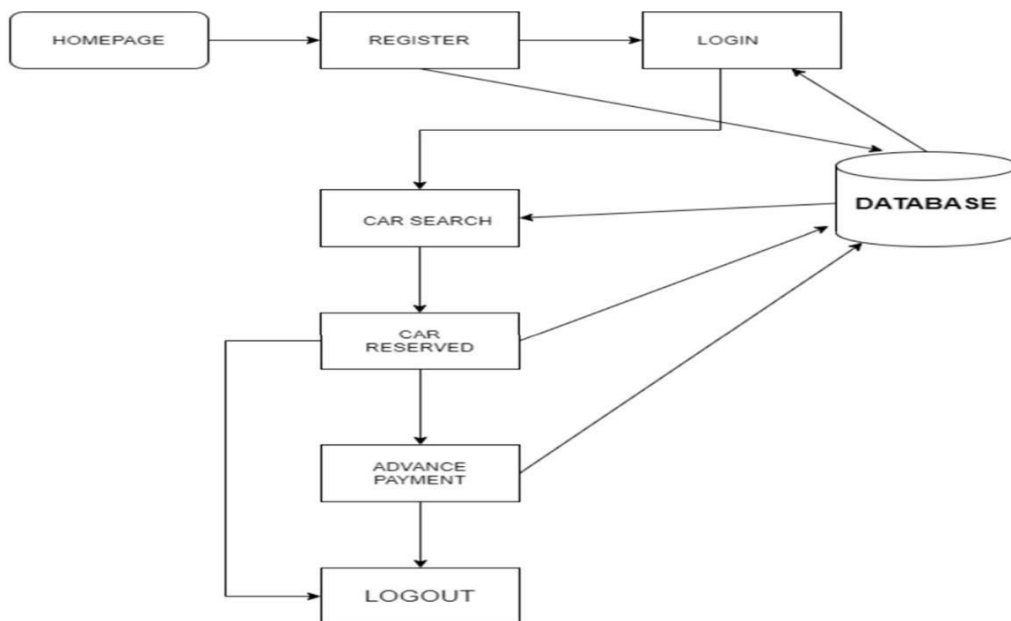 HOMEPAGE
REGISTER
LOGIN
CAR SEARCH
DATABASE
CAR
RESERVED
ADVANCE
PAYMENT
LOGOUT